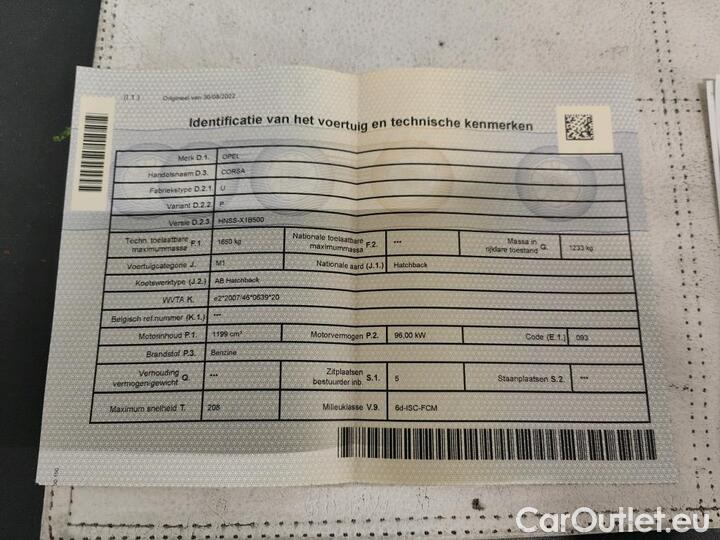 (I.1.) Origineel van 30/08/2022
Identificatie van het voertuig en technische kenmerken
Merk D.1. OPEL
Handelsnaam D.3. CORSA
Fabriekstype D.2.1. U
Variant D.2.2. P
Versie D.2.3. HNSS-X1B500
Techn. toelaatbare maximummassa F.1. 1650 kg Nationale toelaatbare maximummassa F.2. *** Massa in rijklare toestand G. 1233 kg
Voertuigcategorie J. M1 Nationale aard (J.1.) Hatchback
Koetswerktype (J.2.) AB Hatchback
WVTA K. e2*2007/46*0639*20
Belgisch ref.nummer (K.1.) ***
Motorinhoud P.1. 1199 cm³ Motorvermogen P.2. 96,00 kW Code (E.1.) 093
Brandstof P.3. Benzine
Verhouding vermogen/gewicht Q. *** Zitplaatsen bestuurder inb. S.1. 5 Staanplaatsen S.2. ***
Maximum snelheid T. 208 Milieuklasse V.9. 6d-ISC-FCM
CarOutlet.eu